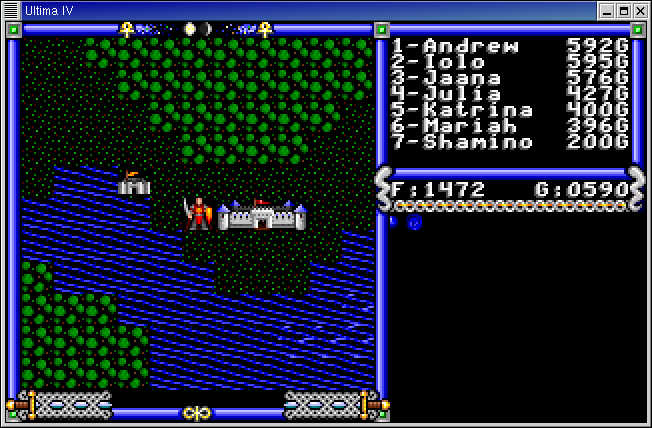 Ultima IV
1-Andrew 592G
2-Iolo 595G
3-Jaana 576G
4-Julia 427G
5-Katrina 400G
6-Mariah 396G
7-Shamino 200G
F:1472 G:0590